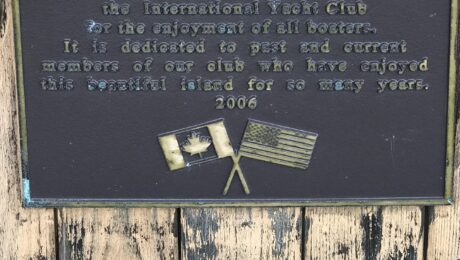 the International Yacht Club
for the enjoyment of all boaters.
It is dedicated to past and current
members of our club who have enjoyed
this beautiful island for so many years.
2006